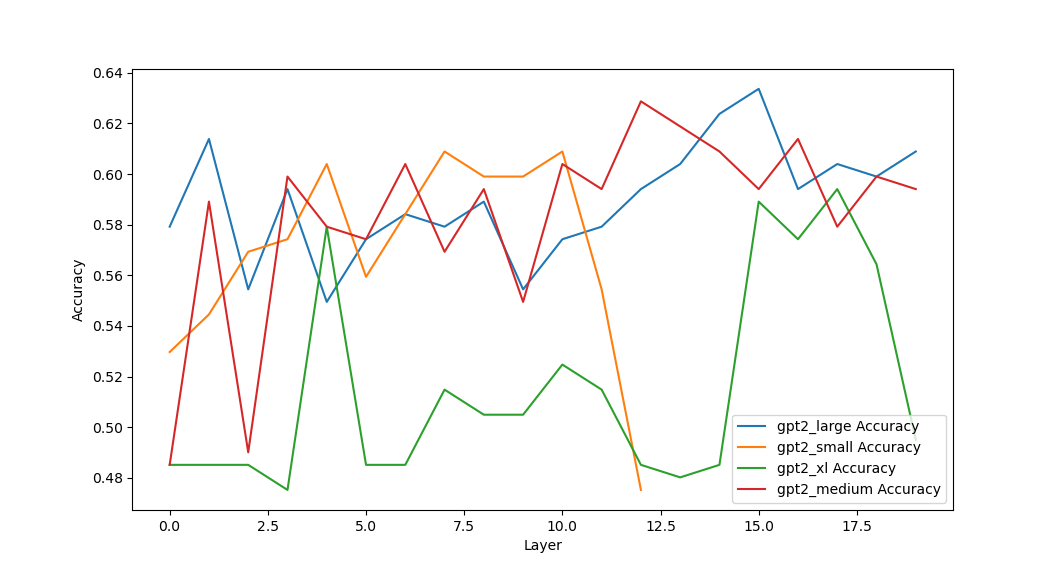 0.64
0.62
0.60
0.58
0.56
0.54
0.52
0.50
0.48
Accuracy
0.0 2.5 5.0 7.5 10.0 12.5 15.0 17.5
Layer
gpt2_large Accuracy
gpt2_small Accuracy
gpt2_xl Accuracy
gpt2_medium Accuracy